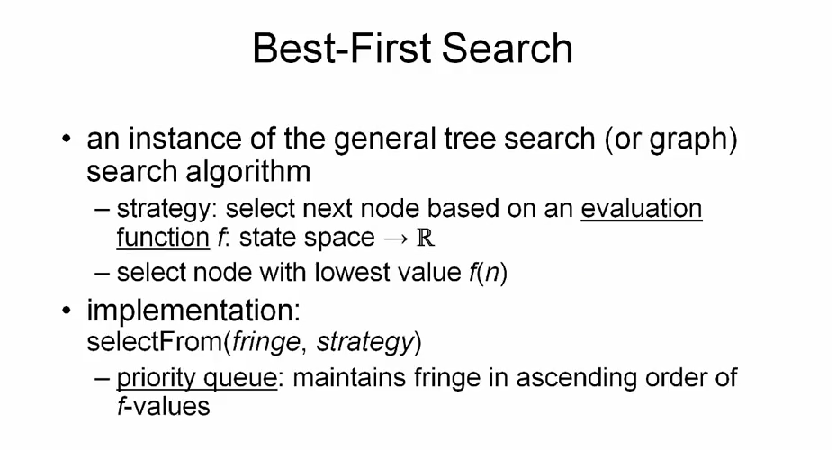 Best-First Search
• an instance of the general tree search (or graph)
search algorithm
– strategy: select next node based on an evaluation
function f: state space → ℝ
– select node with lowest value f(n)
• implementation:
selectFrom(fringe, strategy)
– priority queue: maintains fringe in ascending order of
f-values